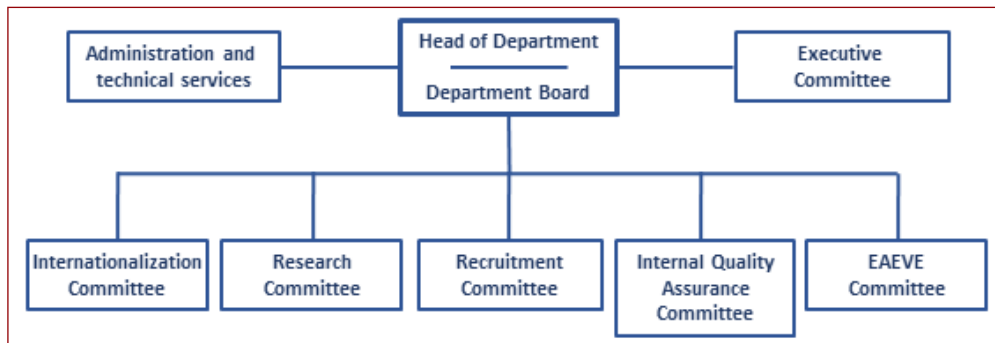 Administration and
technical services
Head of Department
Department Board
Executive
Committee
Internationalization
Committee
Research
Committee
Recruitment
Committee
Internal Quality
Assurance
Committee
EAEVE
Committee